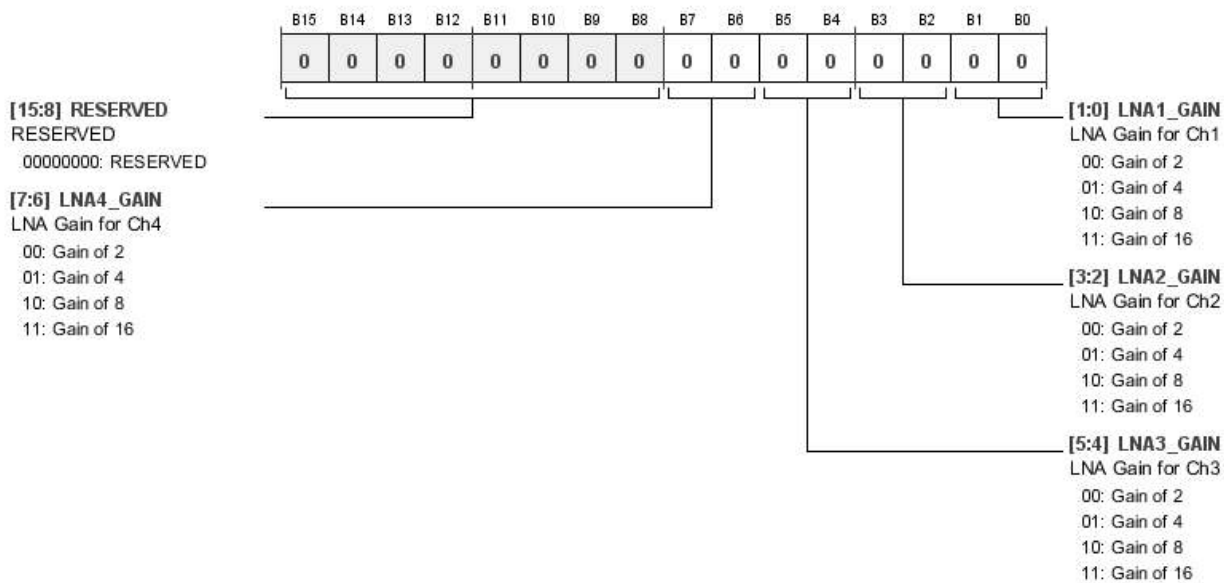 B15 B14 B13 B12 B11 B10 B9 B8 B7 B6 B5 B4 B3 B2 B1 B0
0 0 0 0 0 0 0 0 0 0 0 0 0 0 0 0
[15:8] RESERVED
RESERVED
00000000: RESERVED
[7:6] LNA4_GAIN
LNA Gain for Ch4
00: Gain of 2
01: Gain of 4
10: Gain of 8
11: Gain of 16
[1:0] LNA1_GAIN
LNA Gain for Ch1
00: Gain of 2
01: Gain of 4
10: Gain of 8
11: Gain of 16
[3:2] LNA2_GAIN
LNA Gain for Ch2
00: Gain of 2
01: Gain of 4
10: Gain of 8
11: Gain of 16
[5:4] LNA3_GAIN
LNA Gain for Ch3
00: Gain of 2
01: Gain of 4
10: Gain of 8
11: Gain of 16